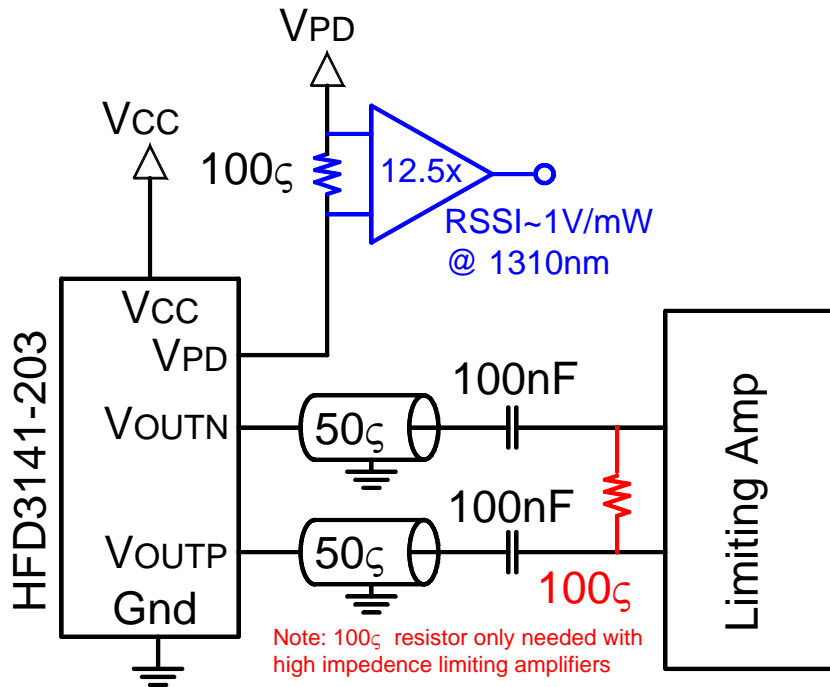 VPD
VCC
100ς
12.5x
RSSI~1V/mW
@ 1310nm
HFD3141-203
VCC
VPD
VOUTN
VOUTP
Gnd
50ς
50ς
100nF
100nF
100ς
Limiting Amp
Note: 100ς resistor only needed with
high impedence limiting amplifiers